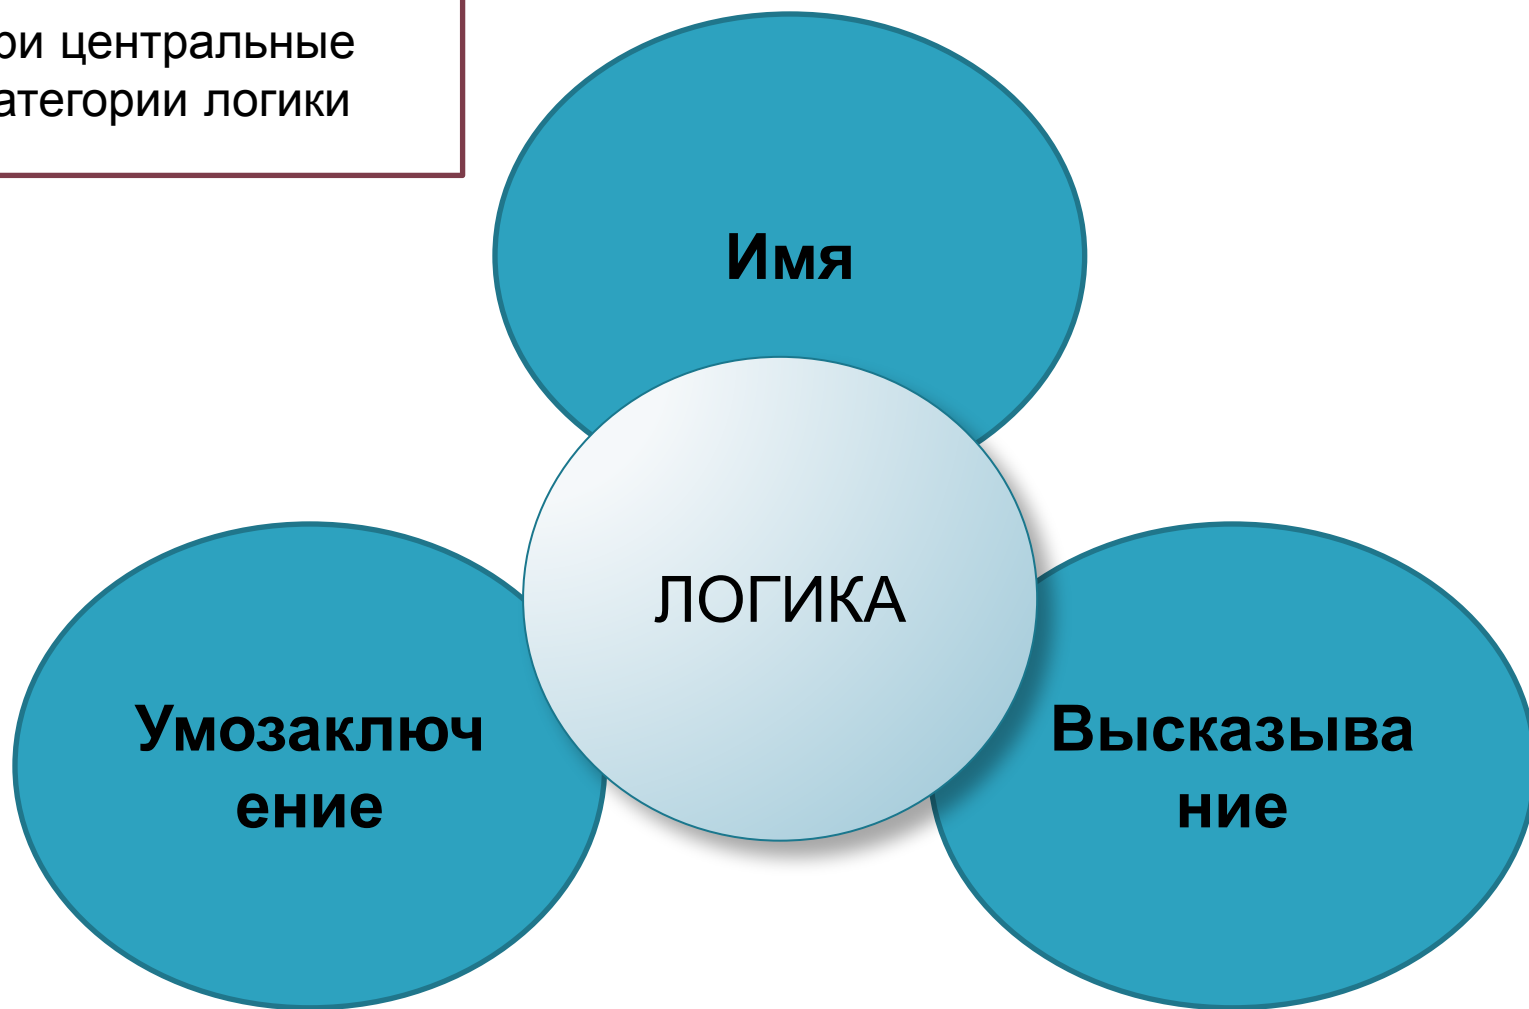 ри центральные
атегории логики
Имя
ЛОГИКА
Умозаключ
ение
Высказыва
ние